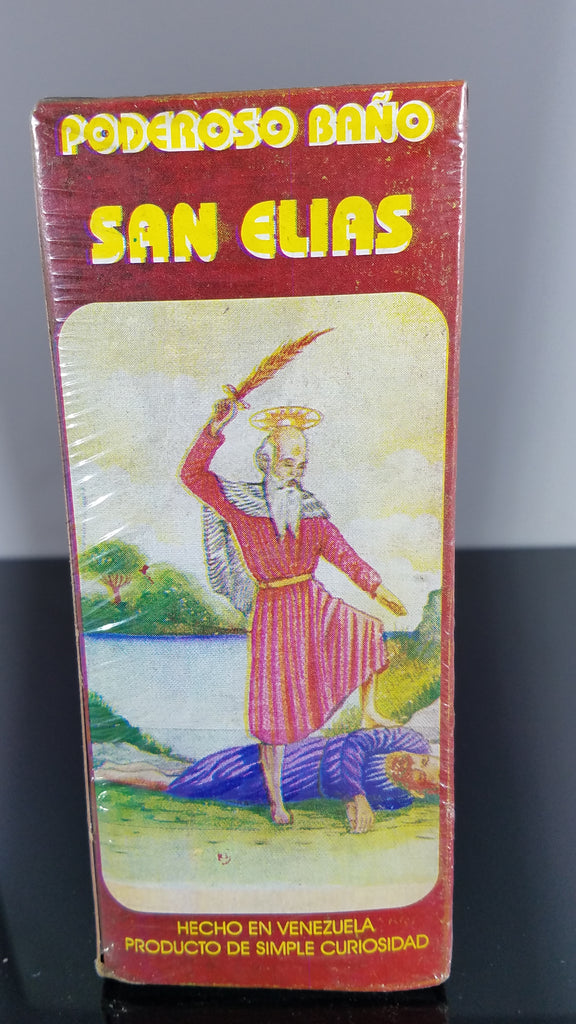 PODEROSO BAÑO
SAN ELIAS
HECHO EN VENEZUELA
PRODUCTO DE SIMPLE CURIOSIDAD